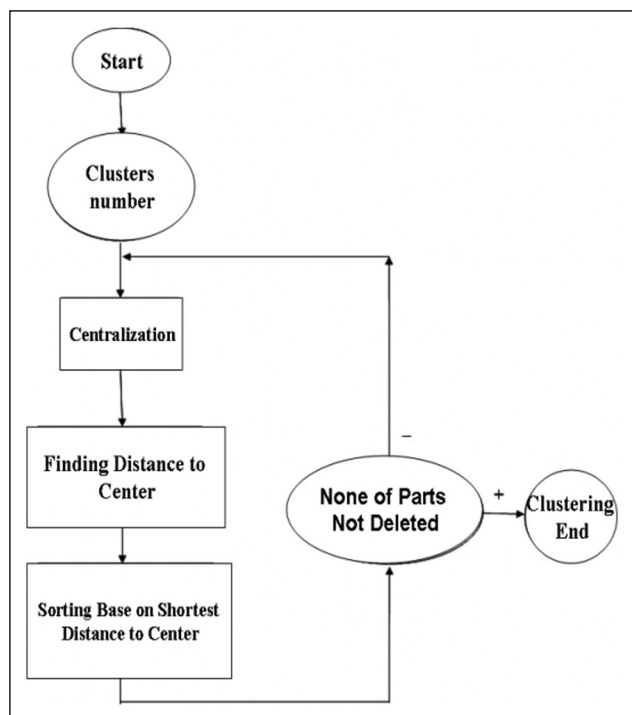 Start
Clusters
number
Centralization
Finding Distance to
Center
Sorting Base on Shortest
Distance to Center
None of Parts
Not Deleted
–
+
Clustering
End